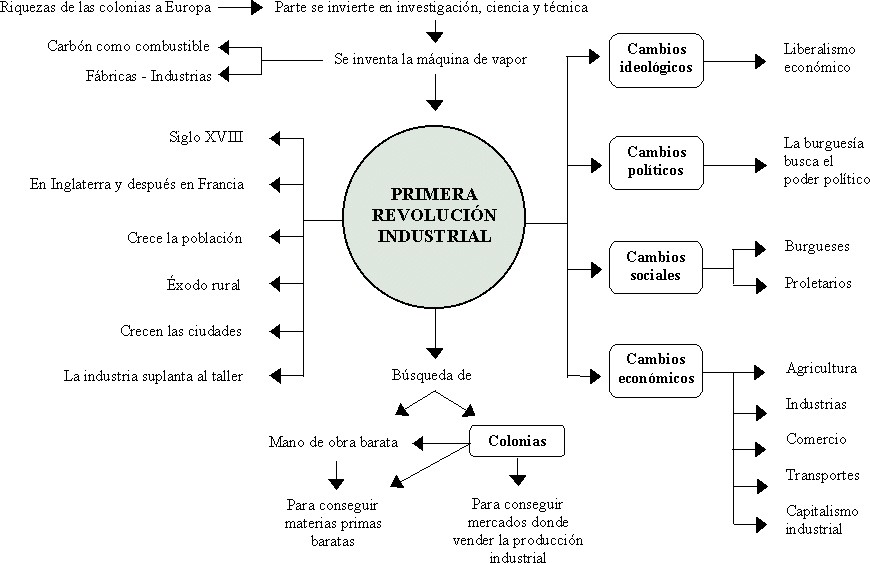 Riquezas de las colonias a Europa
Parte se invierte en investigación, ciencia y técnica
Carbón como combustible
Fábricas - Industrias
Se inventa la máquina de vapor
Cambios
ideológicos
Liberalismo
económico
Siglo XVIII
En Inglaterra y después en Francia
Crece la población
Éxodo rural
Crecen las ciudades
La industria suplanta al taller
PRIMERA
REVOLUCIÓN
INDUSTRIAL
Cambios
políticos
La burguesía
busca el
poder político
Cambios
sociales
Burgueses
Proletarios
Cambios
económicos
Agricultura
Industrias
Comercio
Transportes
Capitalismo
industrial
Búsqueda de
Mano de obra barata
Colonias
Para conseguir
materias primas
baratas
Para conseguir
mercados donde
vender la producción
industrial